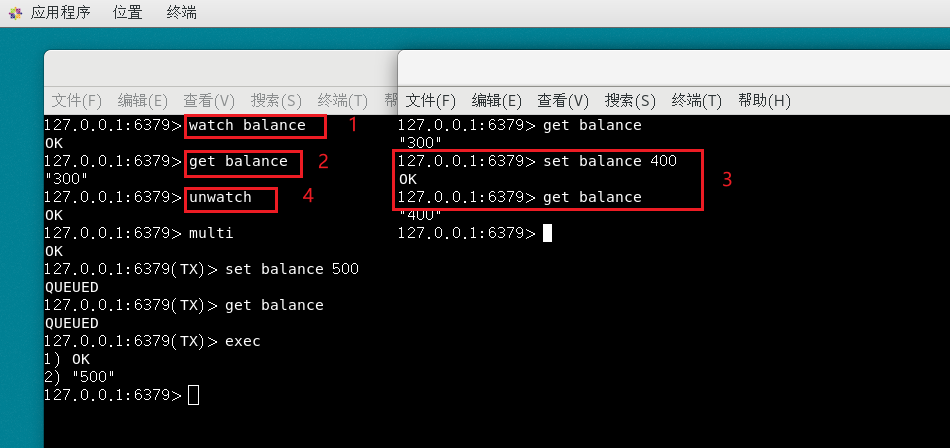 应用程序 位置 终端
文件(F) 编辑(E) 查看(V) 搜索(S) 终端(T) 帮
127.0.0.1:6379> watch balance 1
OK
127.0.0.1:6379> get balance 2
"300"
127.0.0.1:6379> unwatch 4
OK
127.0.0.1:6379> multi
OK
127.0.0.1:6379(TX)> set balance 500
QUEUED
127.0.0.1:6379(TX)> get balance
QUEUED
127.0.0.1:6379(TX)> exec
1) OK
2) "500"
127.0.0.1:6379>
文件(F) 编辑(E) 查看(V) 搜索(S) 终端(T) 帮助(H)
127.0.0.1:6379> get balance
"300"
127.0.0.1:6379> set balance 400
OK 3
127.0.0.1:6379> get balance
"400"
127.0.0.1:6379>